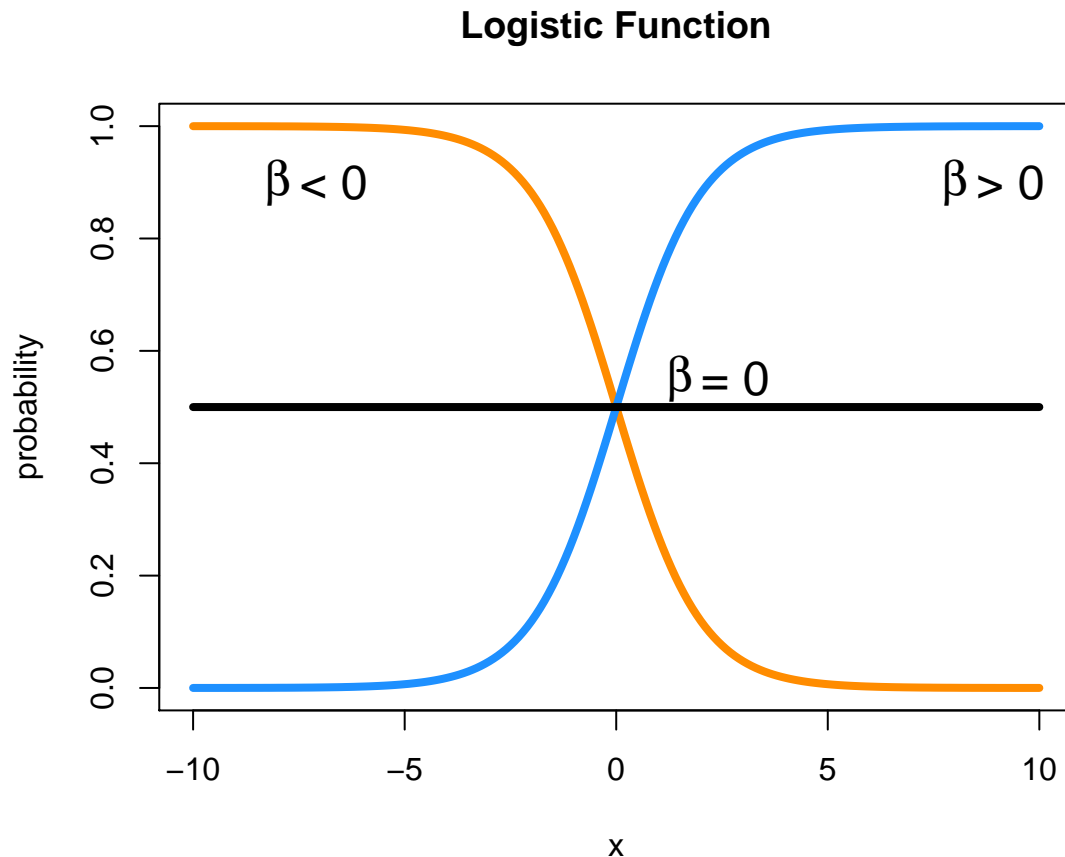 Logistic Function
probability
1.0
0.8
0.6
0.4
0.2
0.0
β < 0
β > 0
β = 0
−10
−5
0
5
10
x